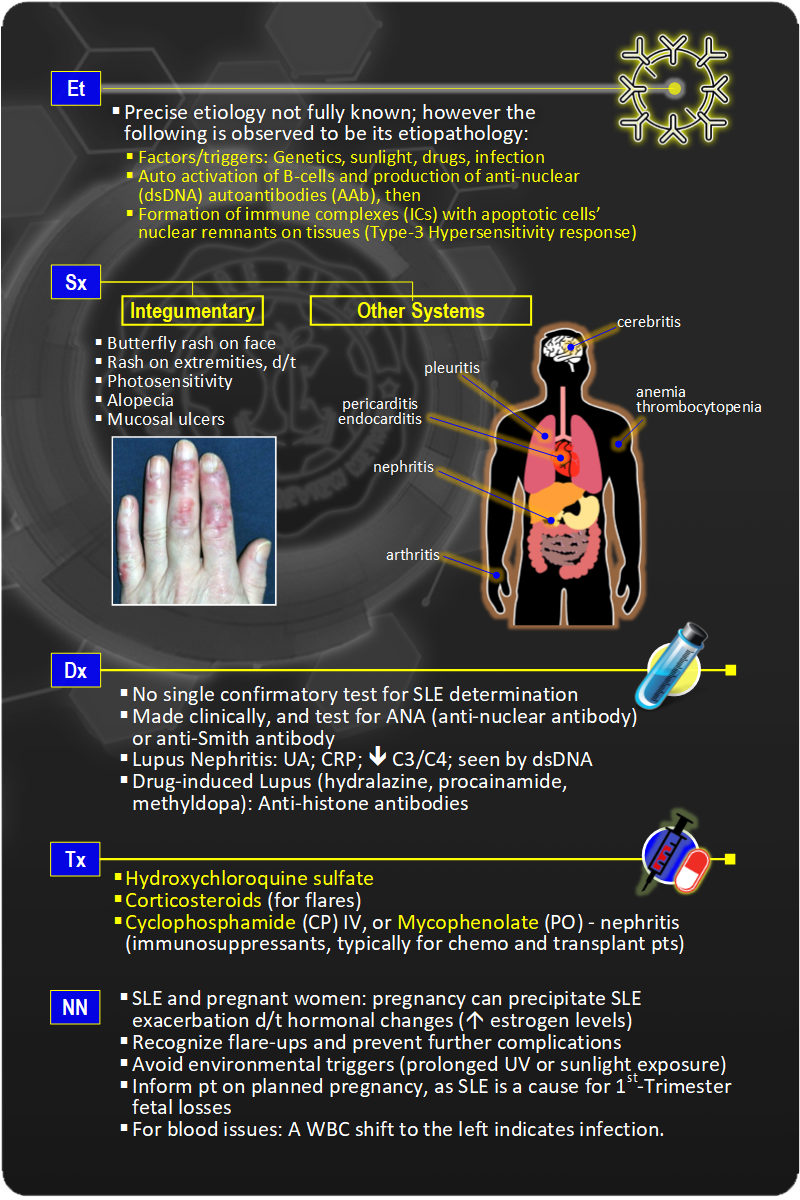 Et
▪ Precise etiology not fully known; however the
following is observed to be its etiopathology:
▪ Factors/triggers: Genetics, sunlight, drugs, infection
▪ Auto activation of B-cells and production of anti-nuclear
(dsDNA) autoantibodies (AAb), then
▪ Formation of immune complexes (ICs) with apoptotic cells’
nuclear remnants on tissues (Type-3 Hypersensitivity response)
Sx
Integumentary
▪ Butterfly rash on face
▪ Rash on extremities, d/t
▪ Photosensitivity
▪ Alopecia
▪ Mucosal ulcers
Other Systems
cerebritis
pleuritis
anemia
thrombocytopenia
pericarditis
endocarditis
nephritis
arthritis
Dx
▪ No single confirmatory test for SLE determination
▪ Made clinically, and test for ANA (anti-nuclear antibody)
or anti-Smith antibody
▪ Lupus Nephritis: UA; CRP; 🡻 C3/C4; seen by dsDNA
▪ Drug-induced Lupus (hydralazine, procainamide,
methyldopa): Anti-histone antibodies
Tx
▪ Hydroxychloroquine sulfate
▪ Corticosteroids (for flares)
▪ Cyclophosphamide (CP) IV, or Mycophenolate (PO) - nephritis
(immunosuppressants, typically for chemo and transplant pts)
NN
▪ SLE and pregnant women: pregnancy can precipitate SLE
exacerbation d/t hormonal changes (↑ estrogen levels)
▪ Recognize flare-ups and prevent further complications
▪ Avoid environmental triggers (prolonged UV or sunlight exposure)
▪ Inform pt on planned pregnancy, as SLE is a cause for 1st-Trimester
fetal losses
▪ For blood issues: A WBC shift to the left indicates infection.